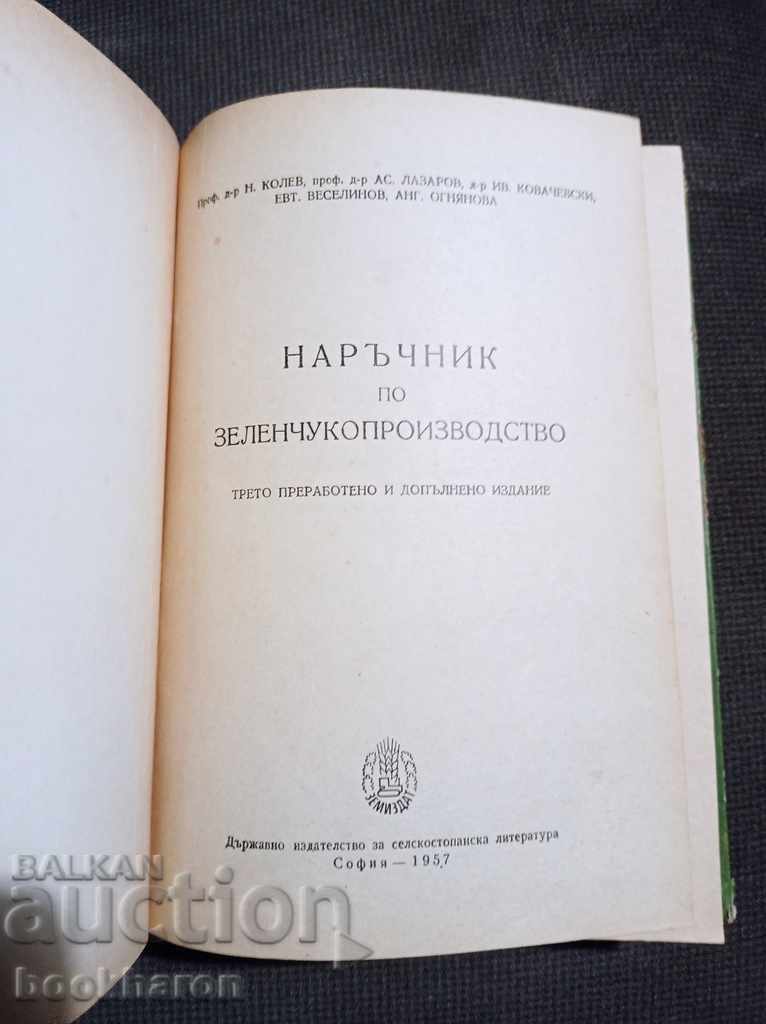 Проф. д-р Н. КОЛЕВ, проф. д-р АС. ЛАЗАРОВ, д-р ИВ. КОВАЧЕВСКИ,
ЕВТ. ВЕСЕЛИНОВ, АНГ. ОГНЯНОВА
НАРЪЧНИК
ПО
ЗЕЛЕНЧУКОПРОИЗВОДСТВО
ТРЕТО ПРЕРАБОТЕНО И ДОПЪЛНЕНО ИЗДАНИЕ
ЗЕМИЗДАТ
Държавно издателство за селскостопанска литература
София — 1957
BALKAN
auction
bookharon